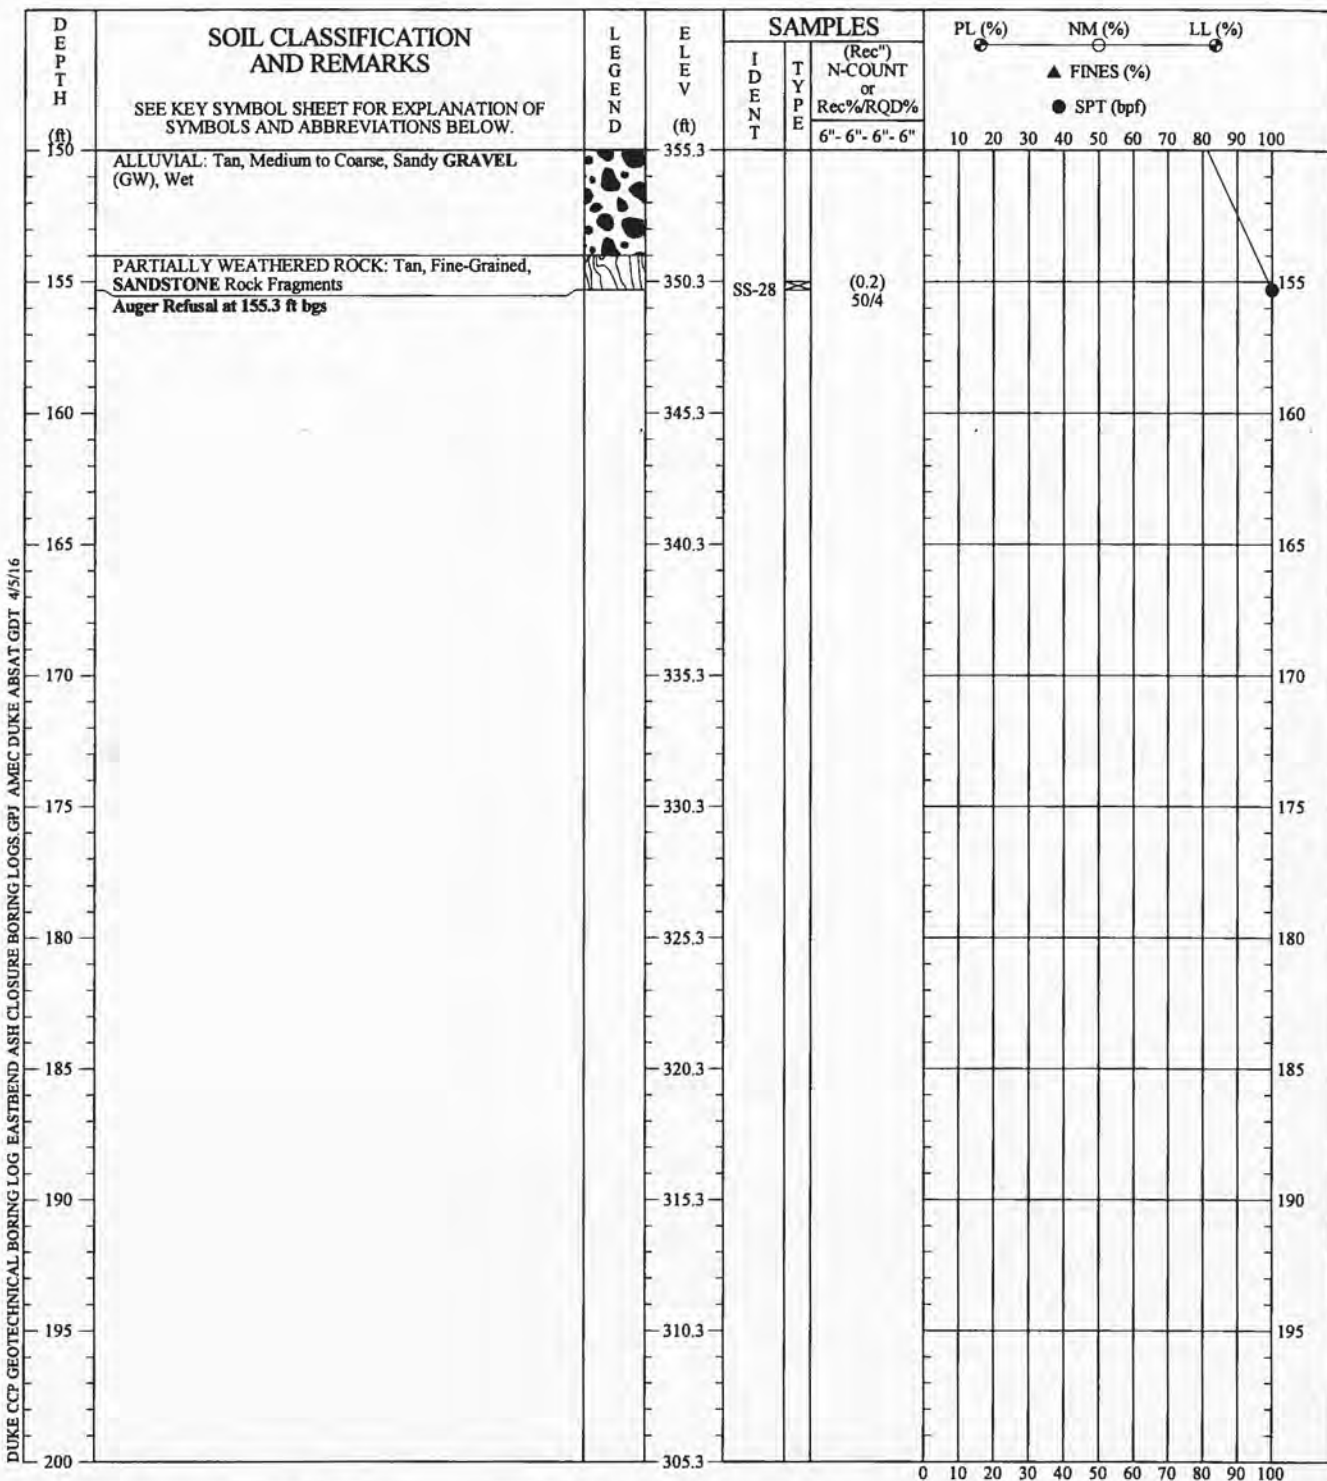 DEPTH
(ft)
SOIL CLASSIFICATION
AND REMARKS
SEE KEY SYMBOL SHEET FOR EXPLANATION OF
SYMBOLS AND ABBREVIATIONS BELOW.
LEGEND
ELEV
(ft)
SAMPLES
IDENT
TYPE
(Rec")
N-COUNT
or
Rec%/RQD%
6"- 6"- 6"- 6"
PL (%) NM (%) LL (%)
▲ FINES (%)
● SPT (bpf)
10 20 30 40 50 60 70 80 90 100
150
ALLUVIAL: Tan, Medium to Coarse, Sandy GRAVEL
(GW), Wet
355.3
PARTIALLY WEATHERED ROCK: Tan, Fine-Grained,
SANDSTONE Rock Fragments
Auger Refusal at 155.3 ft bgs
155 350.3 155
SS-28
(0.2)
50/4
160 345.3 160
165 340.3 165
170 335.3 170
175 330.3 175
180 325.3 180
185 320.3 185
190 315.3 190
195 310.3 195
200 305.3
0 10 20 30 40 50 60 70 80 90 100
DUKE CCP GEOTECHNICAL BORING LOG EASTBEND ASH CLOSURE BORING LOGS.GPJ AMEC DUKE ABSAT GDT 4/5/16